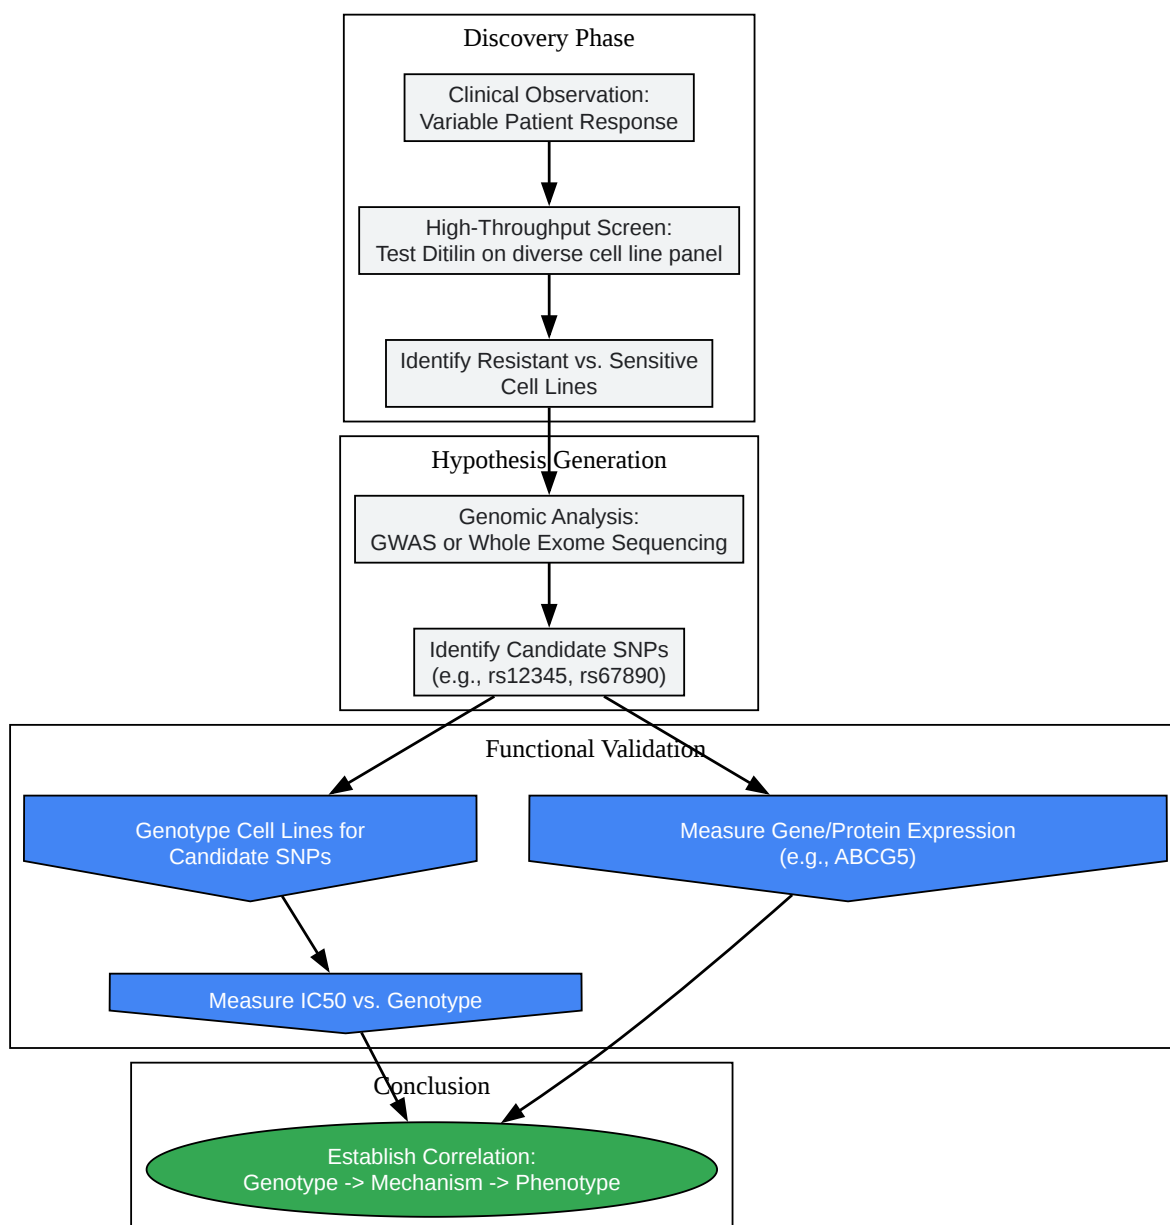 Discovery Phase
Clinical Observation:
Variable Patient Response
High-Throughput Screen:
Test Ditilin on diverse cell line panel
Identify Resistant vs. Sensitive
Cell Lines
Hypothesis Generation
Genomic Analysis:
GWAS or Whole Exome Sequencing
Identify Candidate SNPs
(e.g., rs12345, rs67890)
Functional Validation
Genotype Cell Lines for
Candidate SNPs
Measure Gene/Protein Expression
(e.g., ABCG5)
Measure IC50 vs. Genotype
Conclusion
Establish Correlation:
Genotype -> Mechanism -> Phenotype